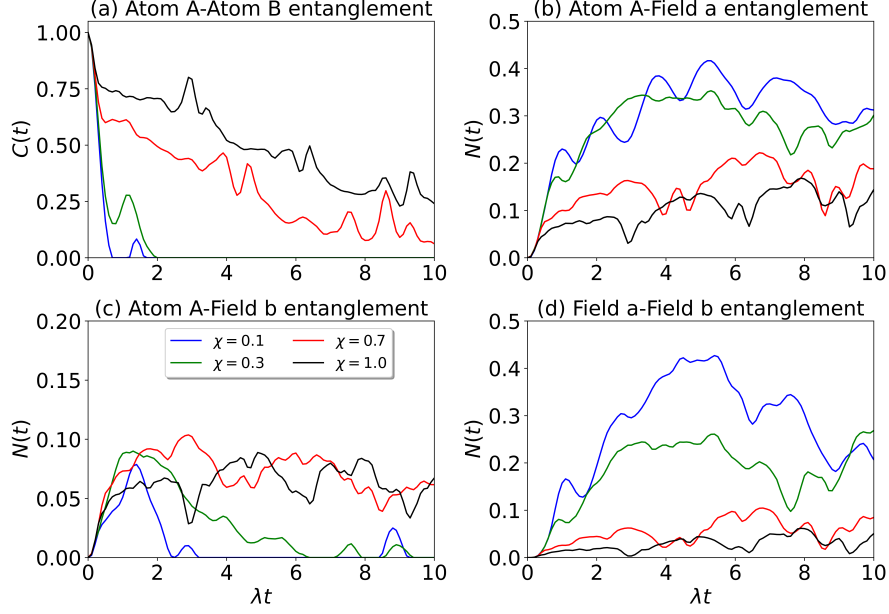 (a) Atom A-Atom B entanglement
C(t)
1.00
0.75
0.50
0.25
0.00
0 2 4 6 8 10
(b) Atom A-Field a entanglement
N(t)
0.5
0.4
0.3
0.2
0.1
0.0
0 2 4 6 8 10
(c) Atom A-Field b entanglement
N(t)
0.20
0.15
0.10
0.05
0.00
χ = 0.1
χ = 0.3
χ = 0.7
χ = 1.0
0 2 4 6 8 10
λt
(d) Field a-Field b entanglement
N(t)
0.5
0.4
0.3
0.2
0.1
0.0
0 2 4 6 8 10
λt